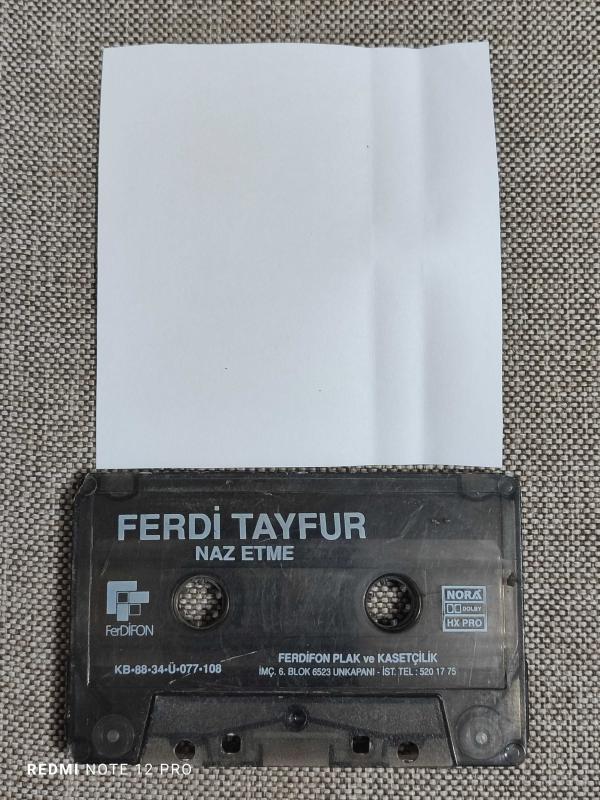 FERDİ TAYFUR
NAZ ETME
FerDİFON
NORA
DOLBY
HX PRO
KB•88•34•Ü•077•108
FERDİFON PLAK ve KASETÇİLİK
İMÇ. 6. BLOK 6523 UNKAPANI - İST. TEL : 520 17 75
REDMI NOTE 12 PRO